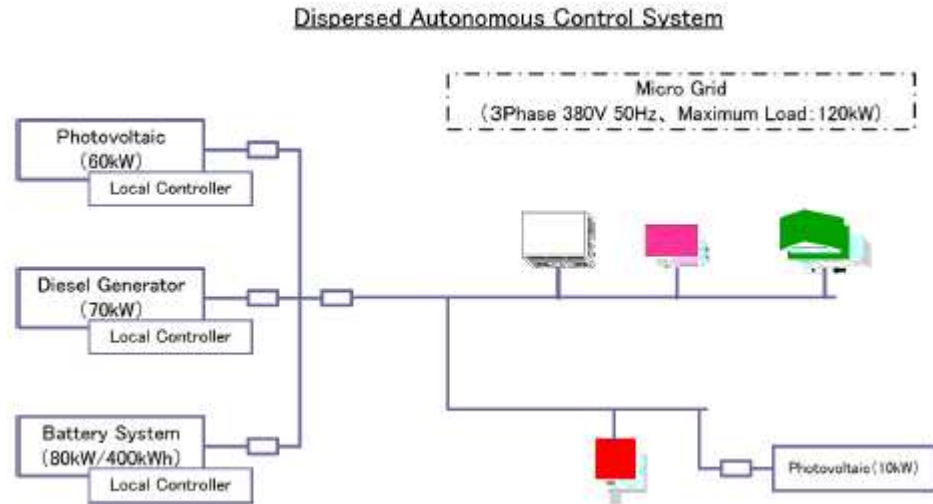 Dispersed Autonomous Control System
Micro Grid
(3Phase 380V 50Hz、Maximum Load:120kW)
Photovoltaic
(60kW)
Local Controller
Diesel Generator
(70kW)
Local Controller
Battery System
(80kW/400kWh)
Local Controller
Photovoltaic(10kW)